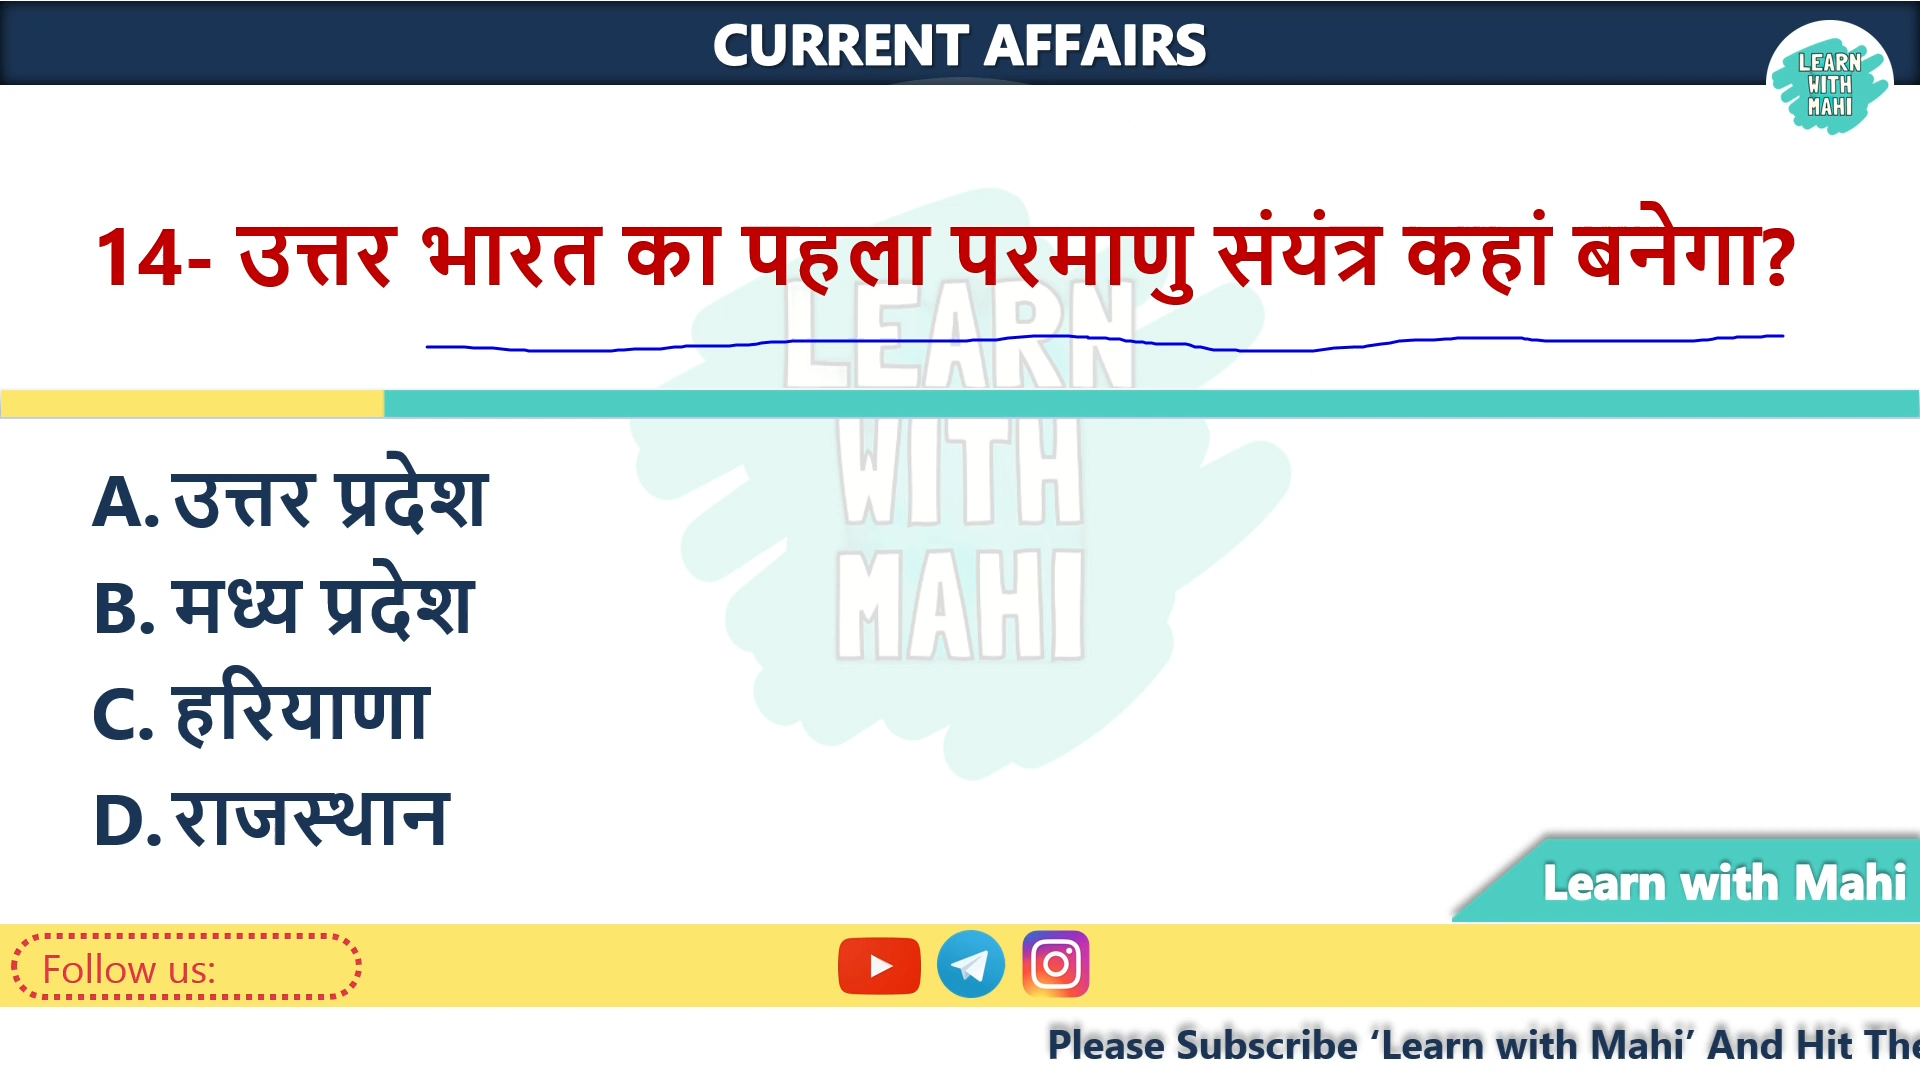 CURRENT AFFAIRS
LEARN
WITH
MAHI
14- उत्तर भारत का पहला परमाणु संयंत्र कहां बनेगा?
LEARN
WITH
MAHI
A. उत्तर प्रदेश
B. मध्य प्रदेश
C. हरियाणा
D. राजस्थान
Learn with Mahi
Follow us:
Please Subscribe ‘Learn with Mahi’ And Hit The